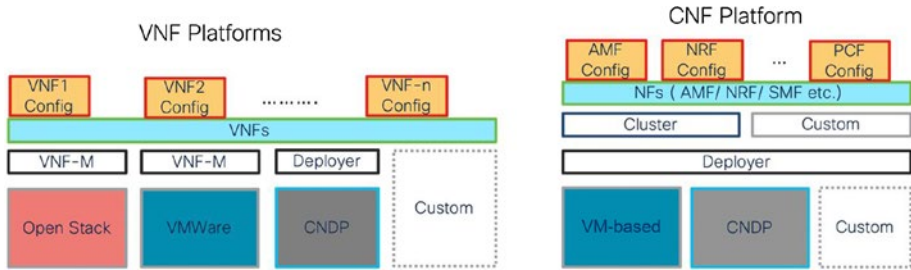 VNF Platforms
VNF1
Config
VNF2
Config
..........
VNF-n
Config
VNFs
VNF-M
VNF-M
Deployer
Custom
Open Stack
VMWare
CNDP
CNF Platform
AMF
Config
NRF
Config
...
PCF
Config
NFs ( AMF/ NRF/ SMF etc.)
Cluster
Custom
Deployer
VM-based
CNDP
Custom